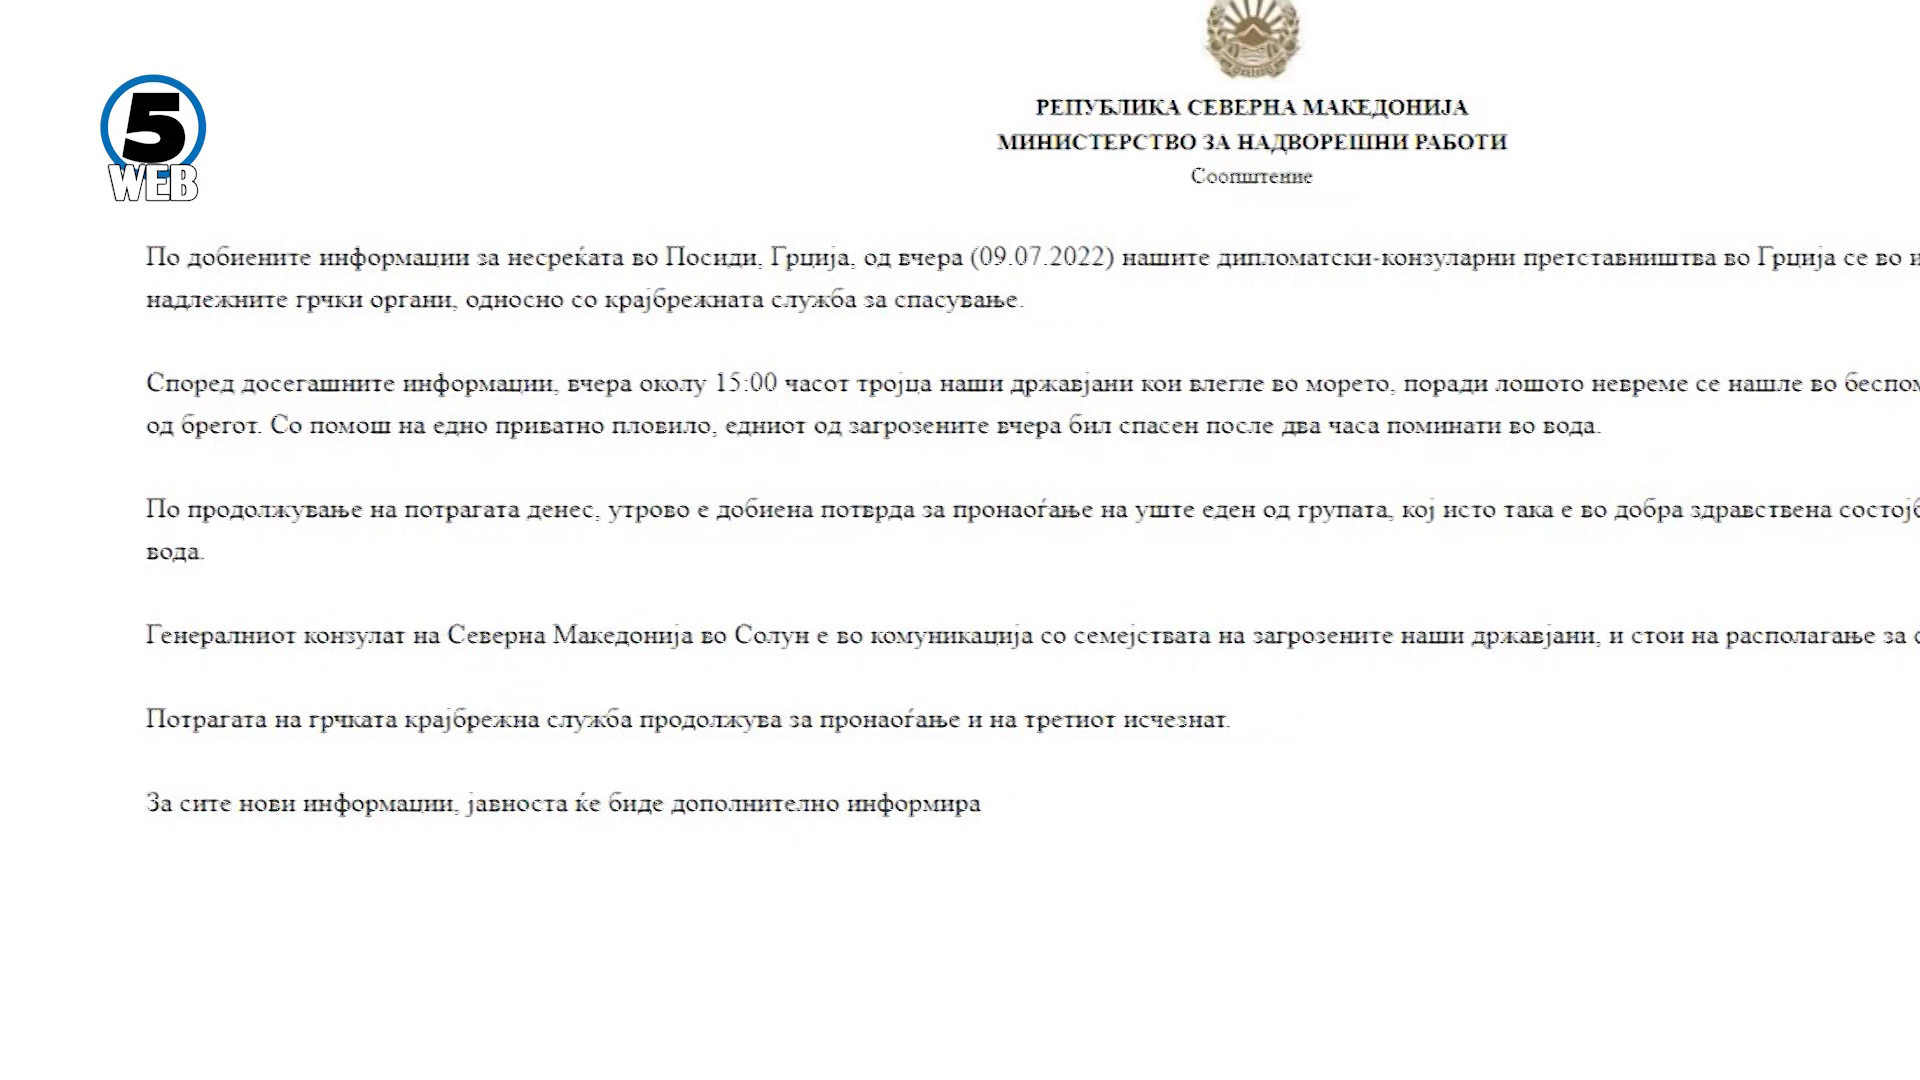 5
WEB
РЕПУБЛИКА СЕВЕРНА МАКЕДОНИЈА
МИНИСТЕРСТВО ЗА НАДВОРЕШНИ РАБОТИ
Соопштение
По добиените информации за несреќата во Посиди, Грција, од вчера (09.07.2022) нашите дипломатски-конзуларни претставништва во Грција се во
надлежните грчки органи, односно со крајбрежната служба за спасување.
Според досегашните информации, вчера околу 15:00 часот тројца наши државјани кои влегле во морето, поради лошото невреме се нашле во
од брегот. Со помош на едно приватно пловило, едниот од загрозените вчера бил спасен после два часа поминати во вода.
По продолжување на потрагата денес, утрово е добиена потврда за пронаоѓање на уште еден од групата, кој исто така е во добра здравствена
вода.
Генералниот конзулат на Северна Македонија во Солун е во комуникација со семејствата на загрозените наши државјани, и стои на располагање за
Потрагата на грчката крајбрежна служба продолжува за пронаоѓање и на третиот исчезнат.
За сите нови информации, јавноста ќе биде дополнително информира